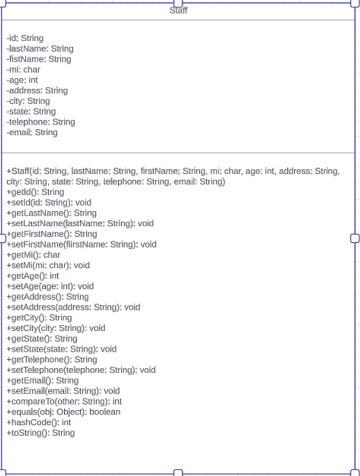 Staff
-id: String
-lastName: String
-fistName: String
-mi: char
-age: int
-address: String
-city: String
-state: String
-telephone: String
-email: String
+Staff(id: String, lastName: String, firstName: String, mi: char, age: int, address: String,
city: String, state: String, telephone: String, email: String)
+getId(): String
+setId(id: String): void
+getLastName(): String
+setLastName(lastName: String): void
+getFirstName(): String
+setFirstName(fiirstName: String): void
+getMi(): char
+setMi(mi: char): void
+getAge(): int
+setAge(age: int): void
+getAddress(): String
+setAddress(address: String): void
+getCity(): String
+setCity(city: String): void
+getState(): String
+setState(state: String): void
+getTelephone(): String
+setTelephone(telephone: String): void
+getEmail(): String
+setEmail(email: String): void
+compareTo(other: String): int
+equals(obj: Object): boolean
+hashCode(): int
+toString(): String